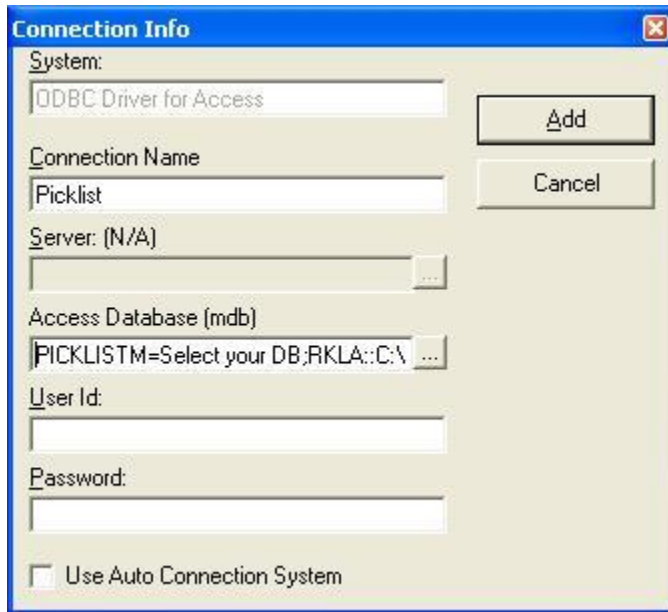 Connection Info
System:
ODBC Driver for Access
Add
Connection Name
Picklist
Cancel
Server: (N/A)
...
Access Database (mdb)
PICKLISTM=Select your DB;RKLA::C:\
...
User Id:
Password:
Use Auto Connection System